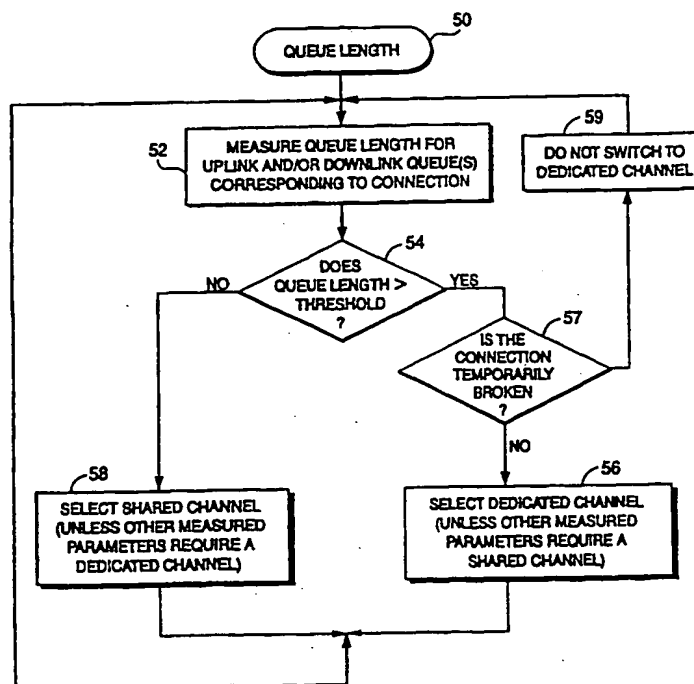 50
QUEUE LENGTH
59
52
MEASURE QUEUE LENGTH FOR
UPLINK AND/OR DOWNLINK QUEUE(S)
CORRESPONDING TO CONNECTION
DO NOT SWITCH TO
DEDICATED CHANNEL
54
NO
DOES
QUEUE LENGTH >
THRESHOLD
?
YES
57
IS THE
CONNECTION
TEMPORARILY
BROKEN
?
NO
58
SELECT SHARED CHANNEL
(UNLESS OTHER MEASURED
PARAMETERS REQUIRE A
DEDICATED CHANNEL)
56
SELECT DEDICATED CHANNEL
(UNLESS OTHER MEASURED
PARAMETERS REQUIRE A
SHARED CHANNEL)